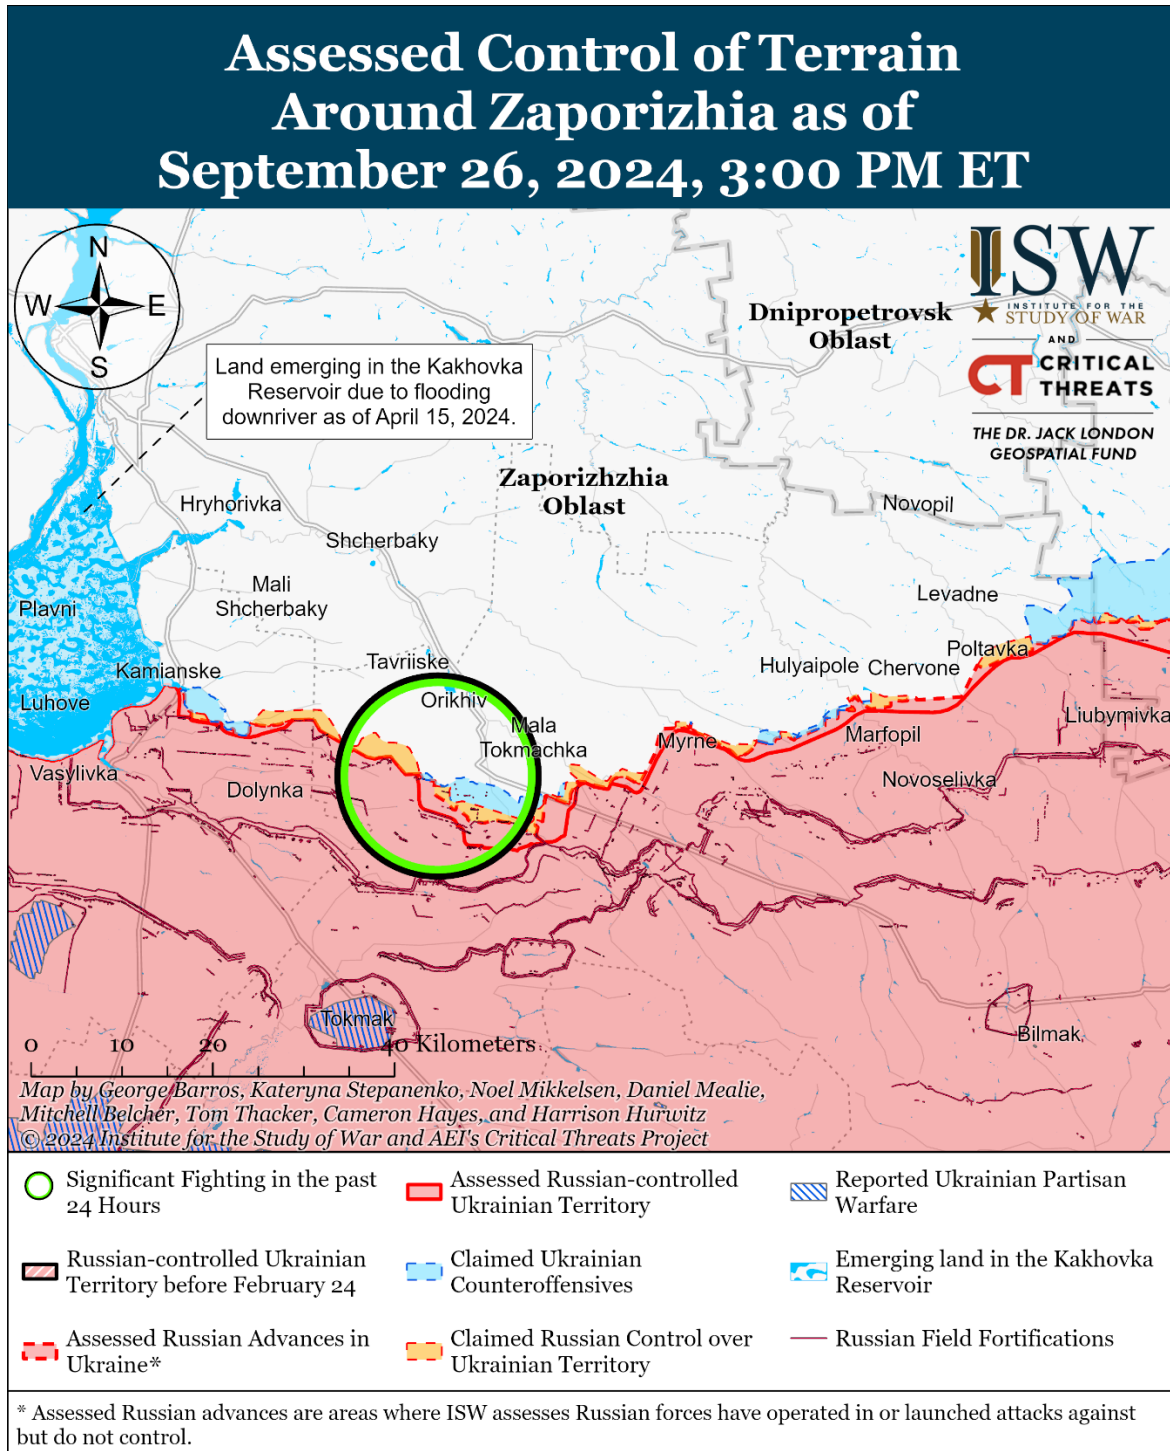 Assessed Control of Terrain
Around Zaporizhia as of
September 26, 2024, 3:00 PM ET
N
W
E
S
ISW
INSTITUTE FOR THE
STUDY OF WAR
AND
CT CRITICAL
THREATS
THE DR. JACK LONDON
GEOSPATIAL FUND
Dnipropetrovsk
Oblast
Land emerging in the Kakhovka
Reservoir due to flooding
downriver as of April 15, 2024.
Zaporizhzhia
Oblast
Hryhorivka
Novopil
Shcherbaky
Mali
Shcherbaky
Plavni
Levadne
Poltavka
Tavriiske
Hulyaipole
Chervone
Kamianske
Luhove
Orikhiv
Mala
Tokmachka
Myrne
Marfopil
Liubymivka
Vasylivka
Dolynka
Novoselivka
Tokmak
Bilmak
0 10 20 40 Kilometers
Map by George Barros, Kateryna Stepanenko, Noel Mikkelsen, Daniel Mealie,
Mitchell Belcher, Tom Thacker, Cameron Hayes, and Harrison Hurwitz
© 2024 Institute for the Study of War and AEI's Critical Threats Project
Significant Fighting in the past
24 Hours
Assessed Russian-controlled
Ukrainian Territory
Reported Ukrainian Partisan
Warfare
Russian-controlled Ukrainian
Territory before February 24
Claimed Ukrainian
Counteroffensives
Emerging land in the Kakhovka
Reservoir
Assessed Russian Advances in
Ukraine*
Claimed Russian Control over
Ukrainian Territory
Russian Field Fortifications
* Assessed Russian advances are areas where ISW assesses Russian forces have operated in or launched attacks against
but do not control.